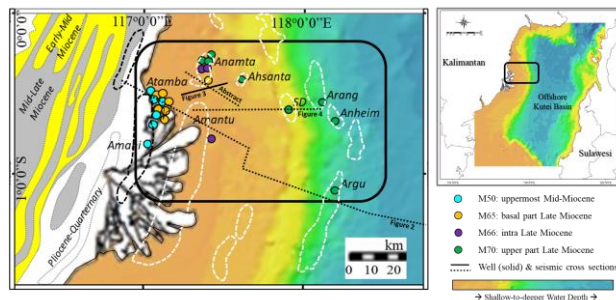 117°0’0”E
118°0’0”E
0°0’0”
1°0’0”S
Early-Mid Miocene
Mid-Late Miocene
Pliocene-Quaternary
Anamta
Ahsanta
Atamba
Abstract
Figure 3
SD
Arang
Anheim
Figure 4
Amantu
Argu
Figure 2
km
0 10 20
Kalimantan
Offshore
Kutei Basin
Sulawesi
M50: uppermost Mid-Miocene
M65: basal part Late Miocene
M66: intra Late Miocene
M70: upper part Late Miocene
Well (solid) & seismic cross sections
→ Shallow-to-deeper Water Depth →